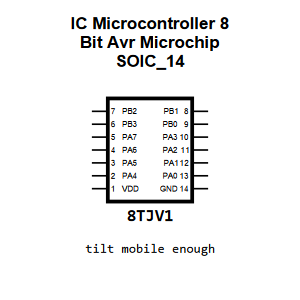 IC Microcontroller 8
Bit Avr Microchip
SOIC_14
7 PB2 PB1 8
6 PB3 PB0 9
5 PA7 PA3 10
4 PA6 PA2 11
3 PA5 PA1 12
2 PA4 PA0 13
1 VDD GND 14
8TJV1
tilt mobile enough